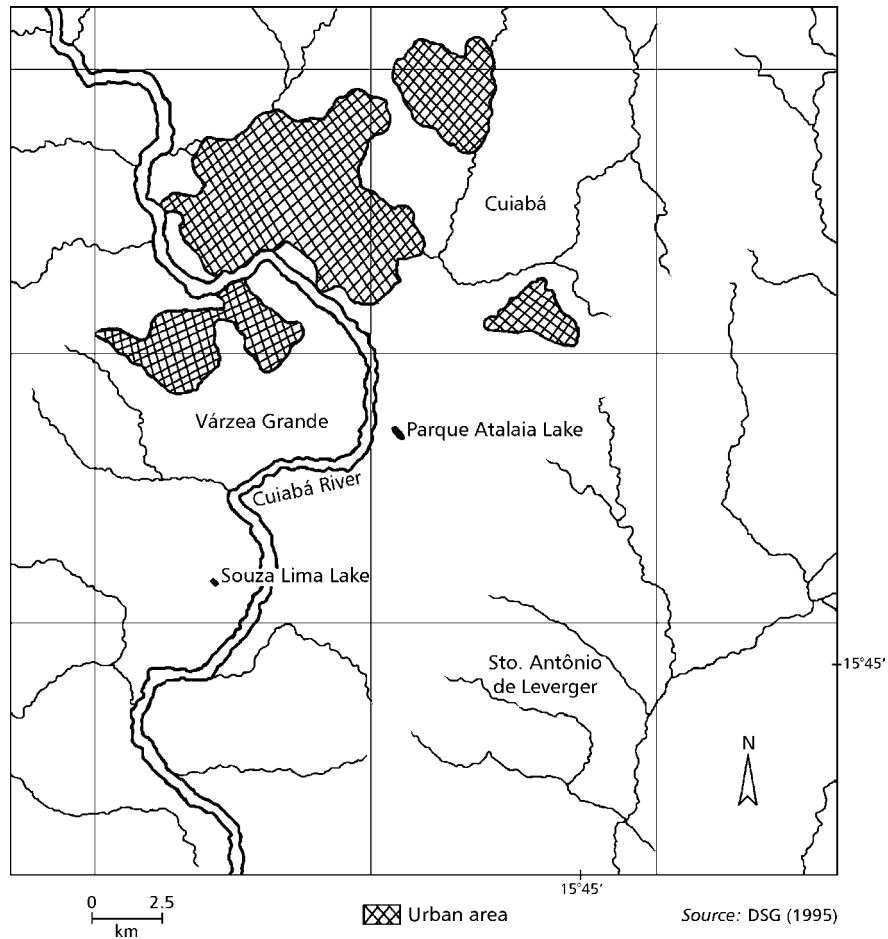 Cuiabá
Várzea Grande
Parque Atalaia Lake
Cuiabá River
Souza Lima Lake
Sto. Antônio
de Leverger
15°45′
N
15°45′
0 2.5
km
Urban area
Source: DSG (1995)